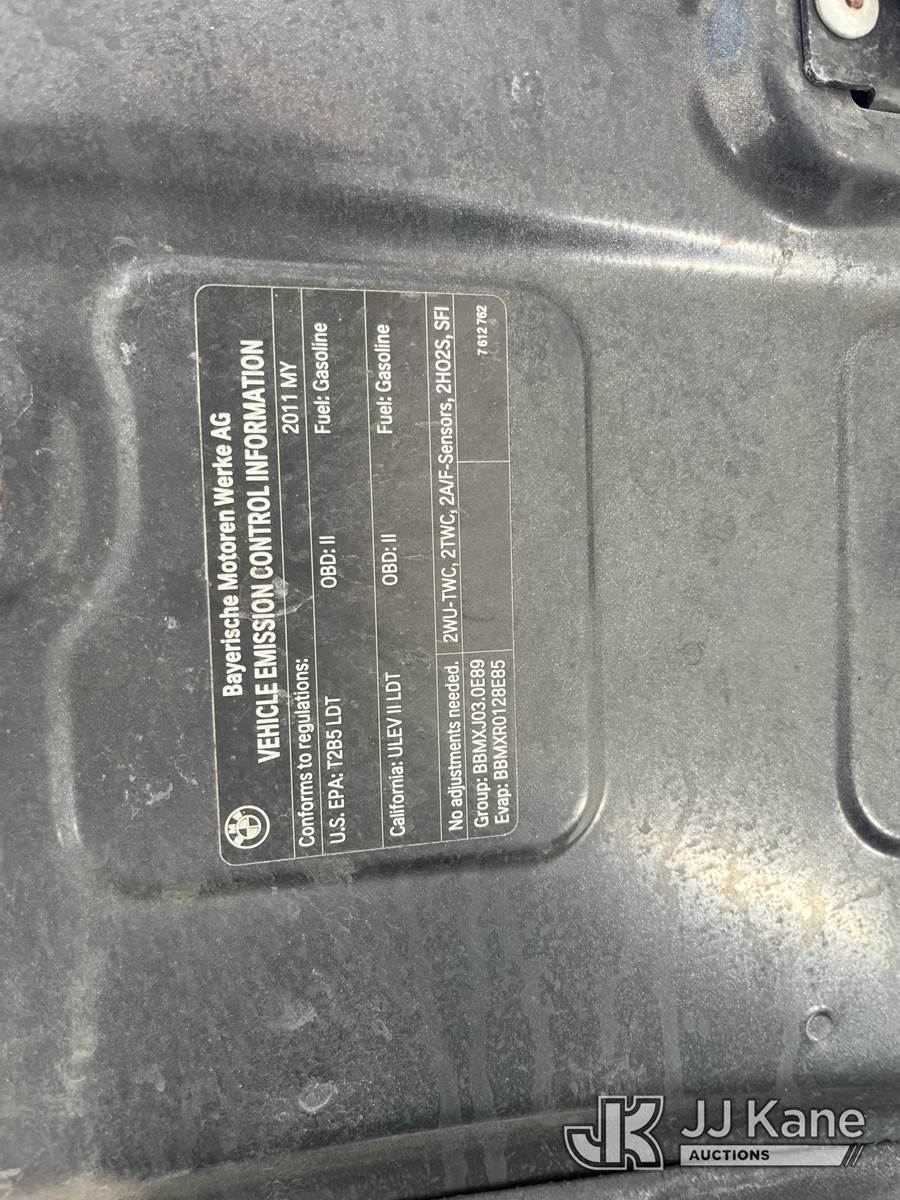 BMW
Bayerische Motoren Werke AG
VEHICLE EMISSION CONTROL INFORMATION
Conforms to regulations: 2011 MY
U.S. EPA: T2B5 LDT OBD: II Fuel: Gasoline
California: ULEV II LDT OBD: II Fuel: Gasoline
No adjustments needed. 2WU-TWC, 2TWC, 2A/F-Sensors, 2HO2S, SFI
Group: BBMXJ03.0E89 7 612 762
Evap: BBMXR0128E85
JK JJ Kane
AUCTIONS